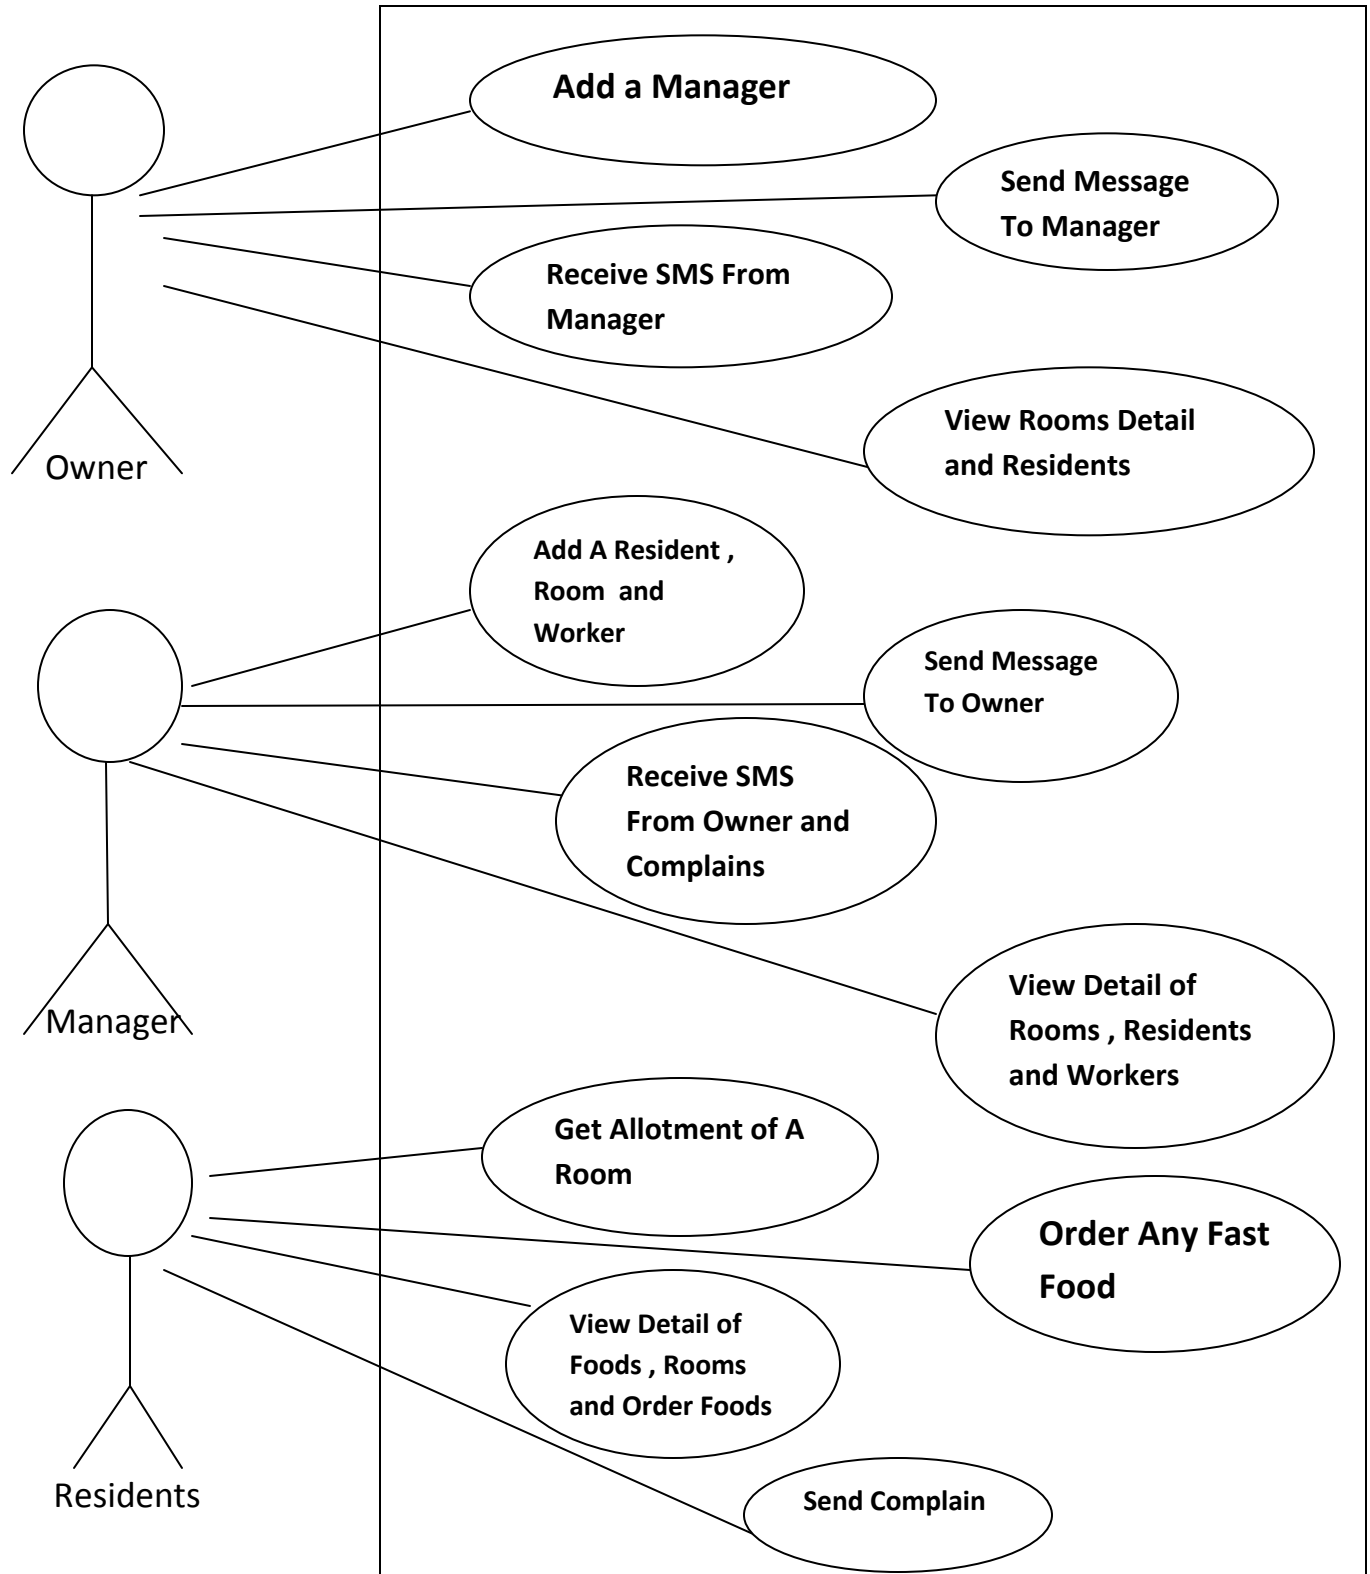 Add a Manager
Send Message
To Manager
Receive SMS From
Manager
View Rooms Detail
and Residents
Owner
Add A Resident ,
Room and
Worker
Send Message
To Owner
Receive SMS
From Owner and
Complains
View Detail of
Rooms , Residents
and Workers
Manager
Get Allotment of A
Room
Order Any Fast
Food
View Detail of
Foods , Rooms
and Order Foods
Send Complain
Residents